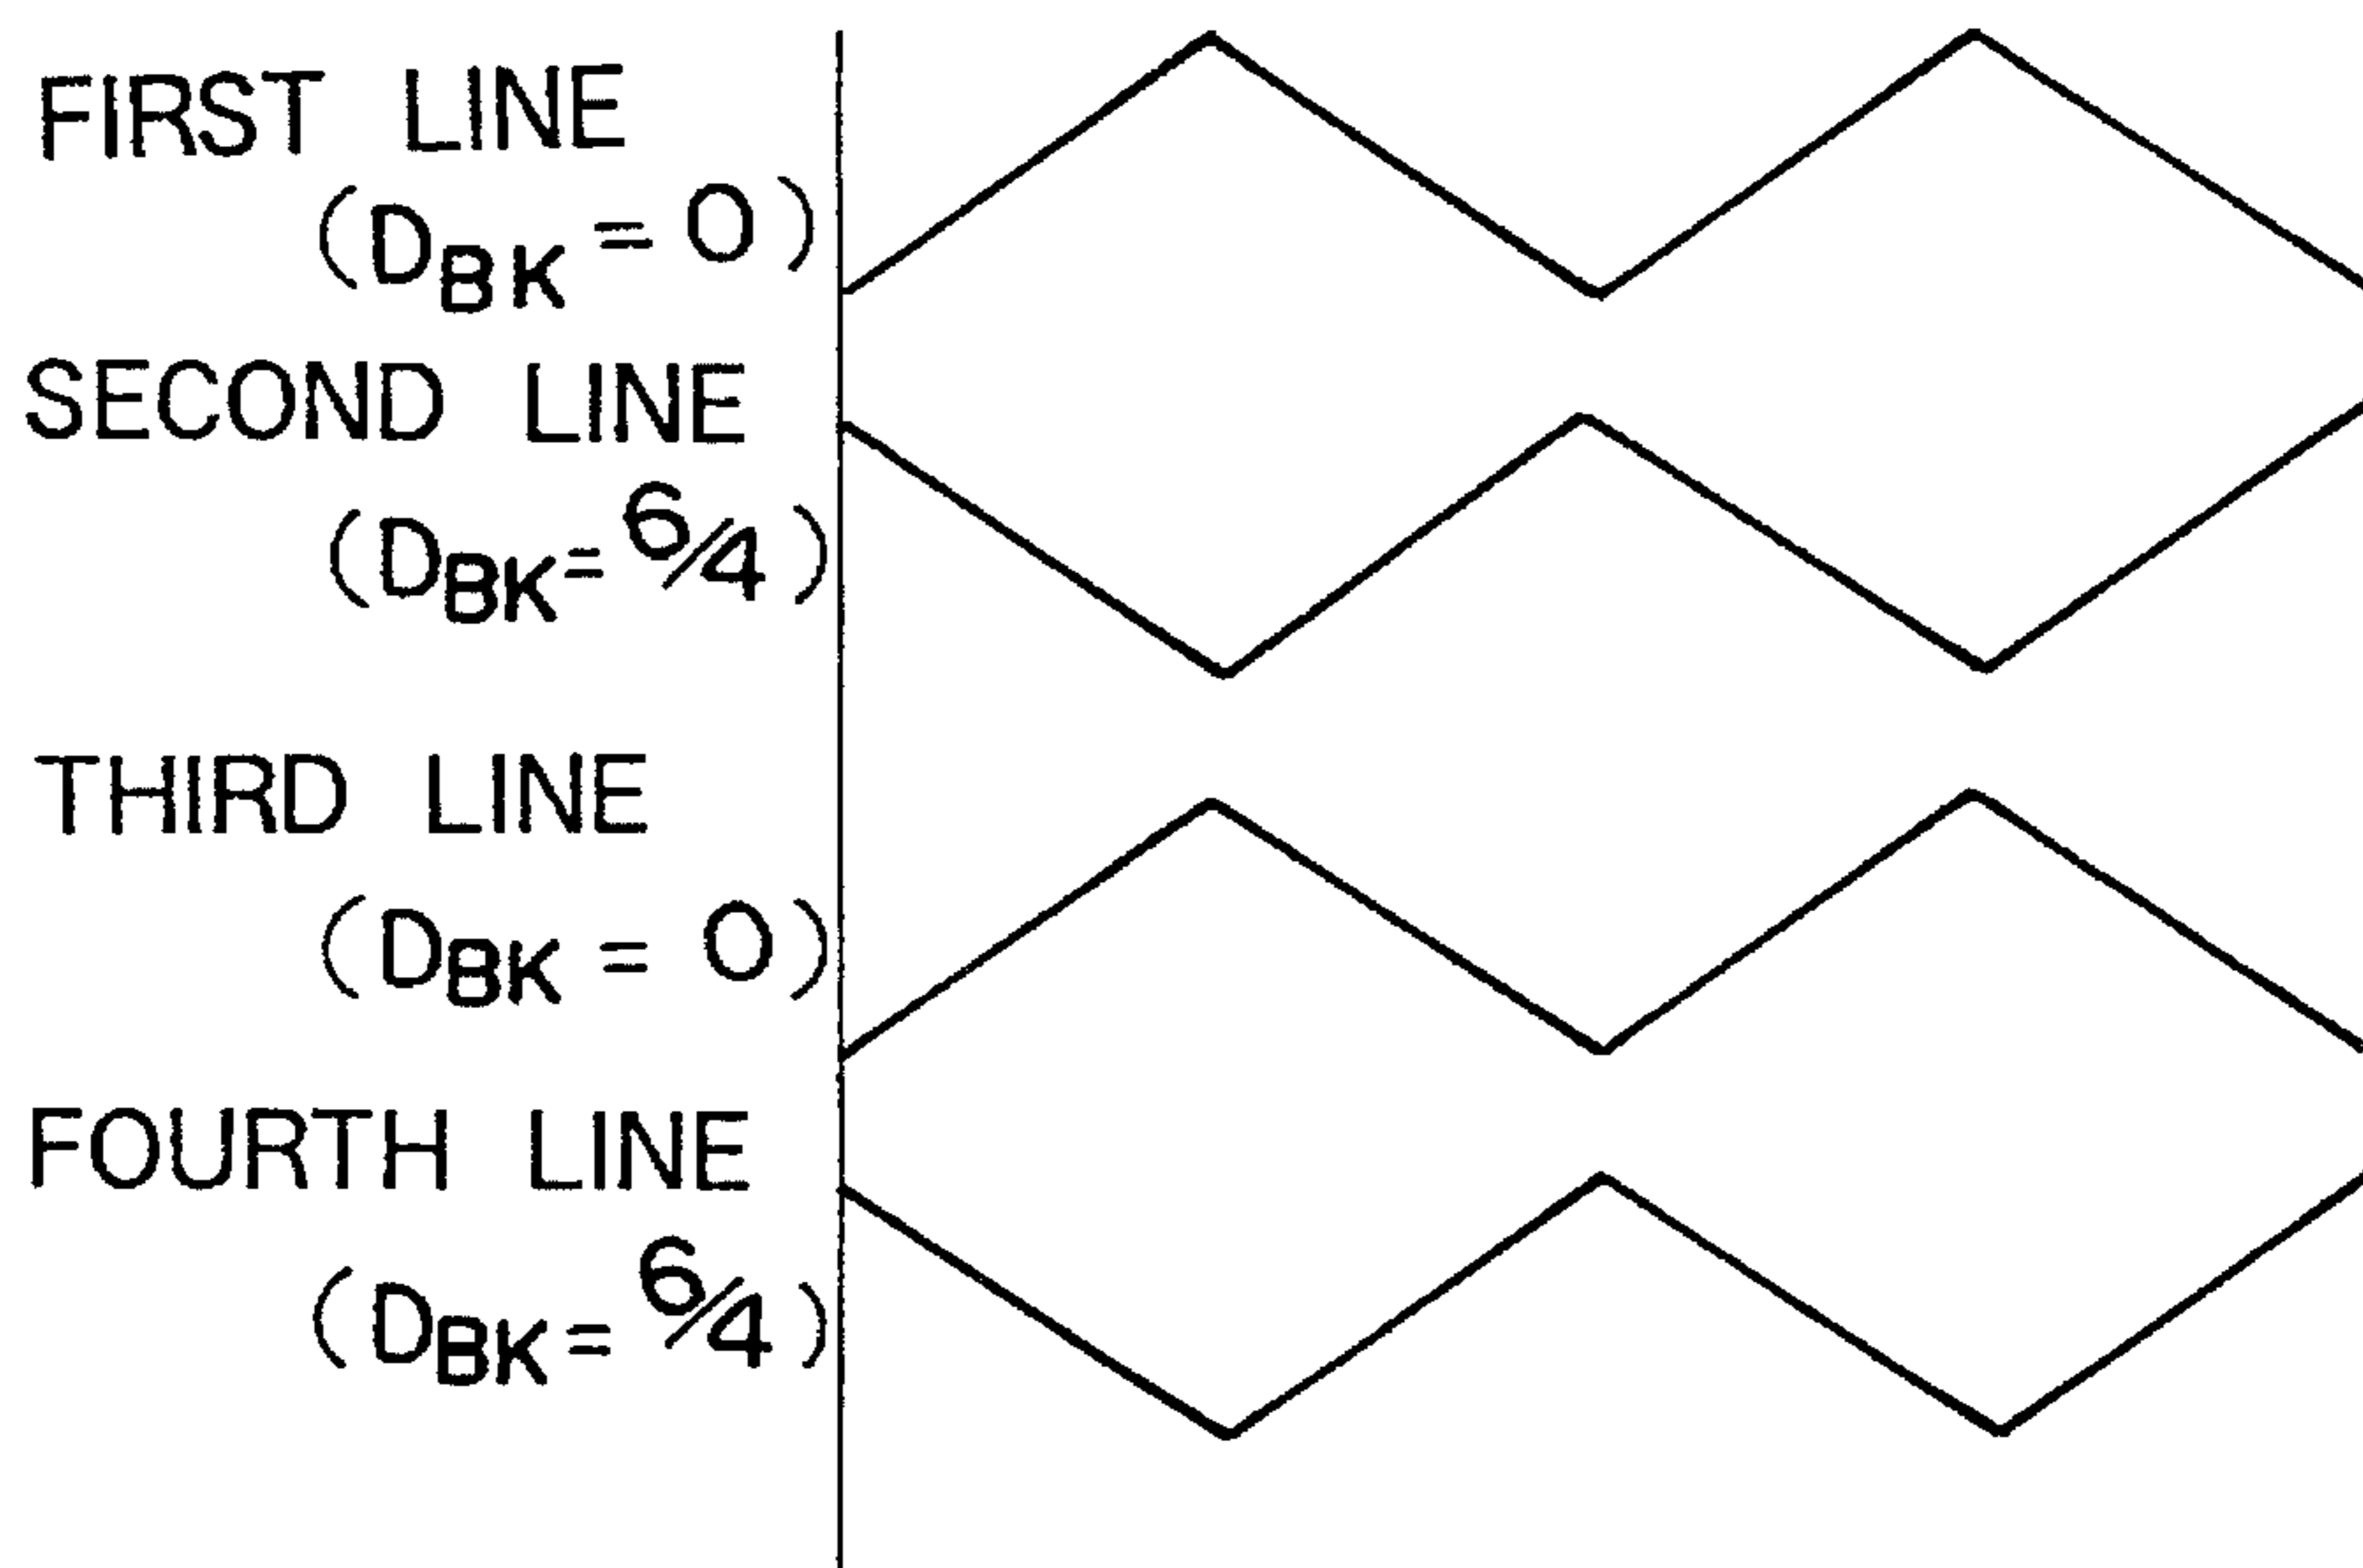 FIRST LINE
(DBK = 0)
SECOND LINE
(DBK = 6/4)
THIRD LINE
(DBK = 0)
FOURTH LINE
(DBK = 6/4)